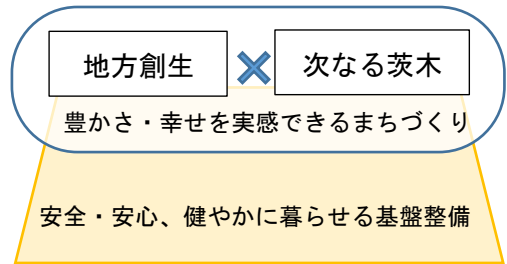 地方創生 × 次なる茨木
豊かさ・幸せを実感できるまちづくり
安全・安心、健やかに暮らせる基盤整備